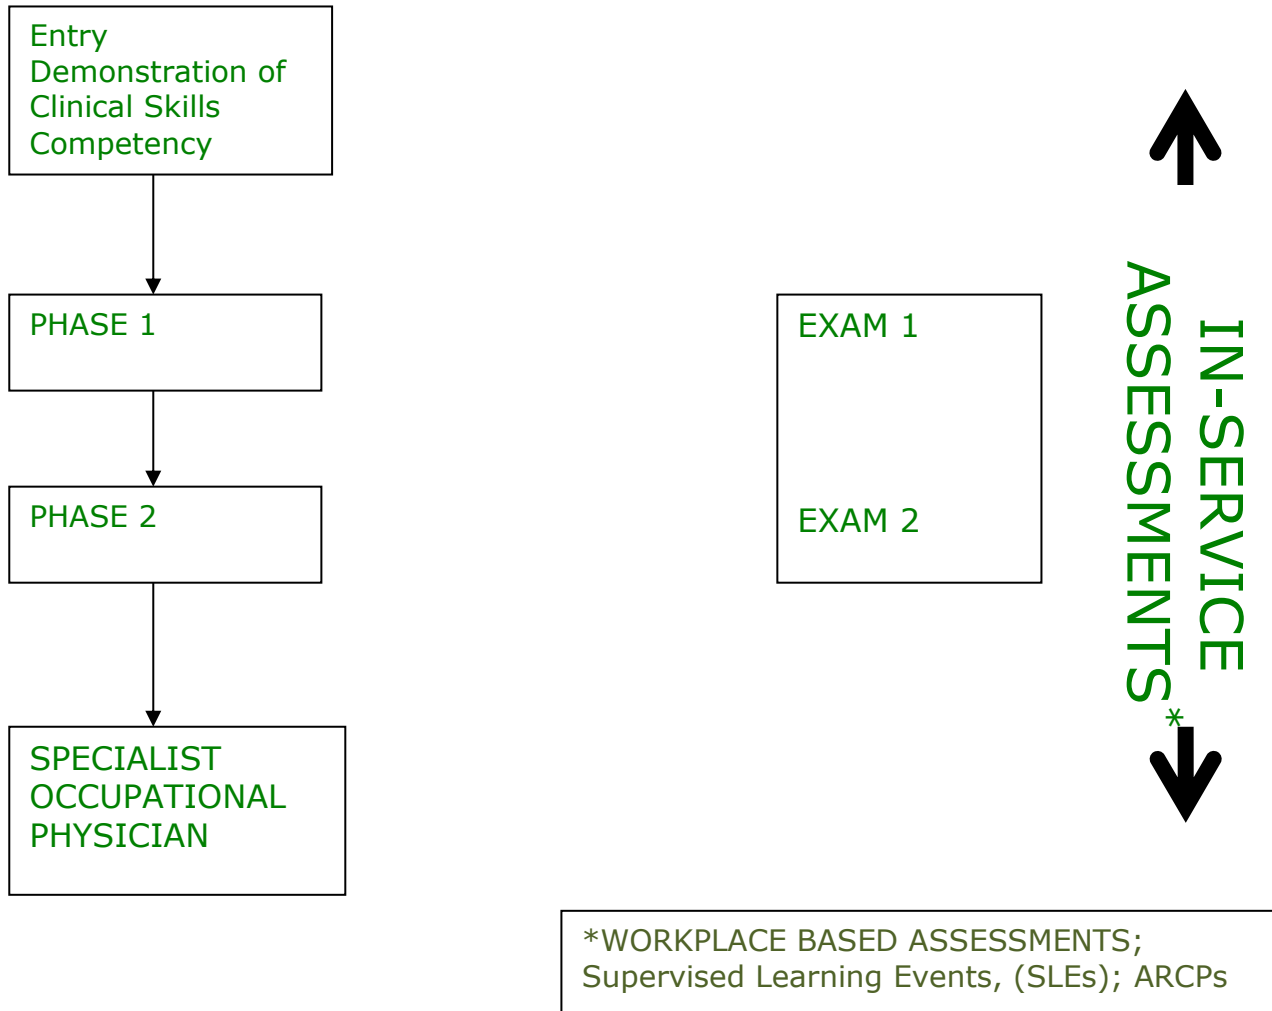 Entry
Demonstration of
Clinical Skills
Competency
PHASE 1
PHASE 2
SPECIALIST
OCCUPATIONAL
PHYSICIAN
EXAM 1
EXAM 2
IN-SERVICE
ASSESSMENTS*
*WORKPLACE BASED ASSESSMENTS;
Supervised Learning Events, (SLEs); ARCPs